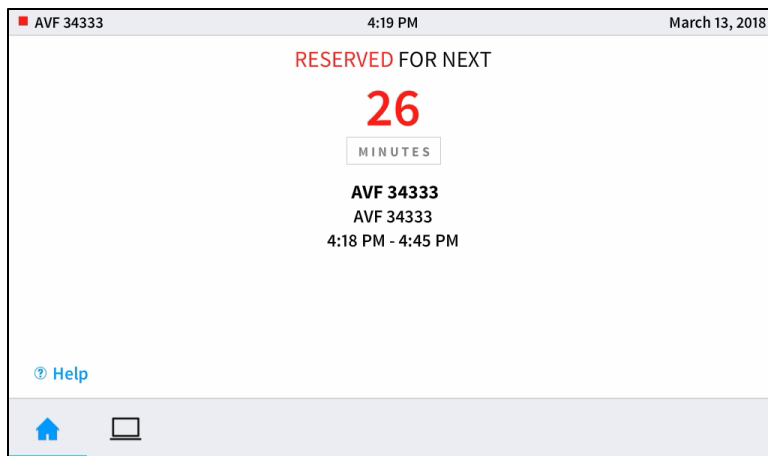 AVF 34333 4:19 PM March 13, 2018
RESERVED FOR NEXT
26
MINUTES
AVF 34333
AVF 34333
4:18 PM - 4:45 PM
? Help